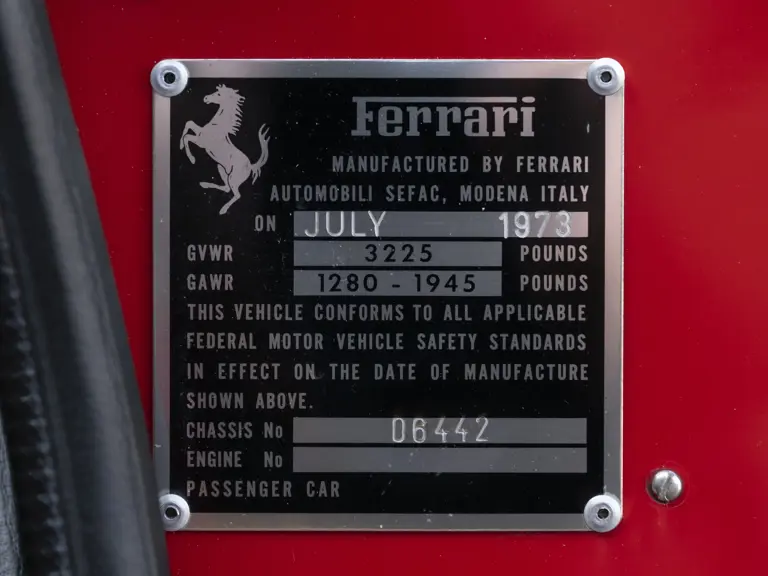 Ferrari
MANUFACTURED BY FERRARI
AUTOMOBILI SEFAC, MODENA ITALY
ON JULY 1973
GVWR 3225 POUNDS
GAWR 1280 - 1945 POUNDS
THIS VEHICLE CONFORMS TO ALL APPLICABLE
FEDERAL MOTOR VEHICLE SAFETY STANDARDS
IN EFFECT ON THE DATE OF MANUFACTURE
SHOWN ABOVE.
CHASSIS No 06442
ENGINE No
PASSENGER CAR